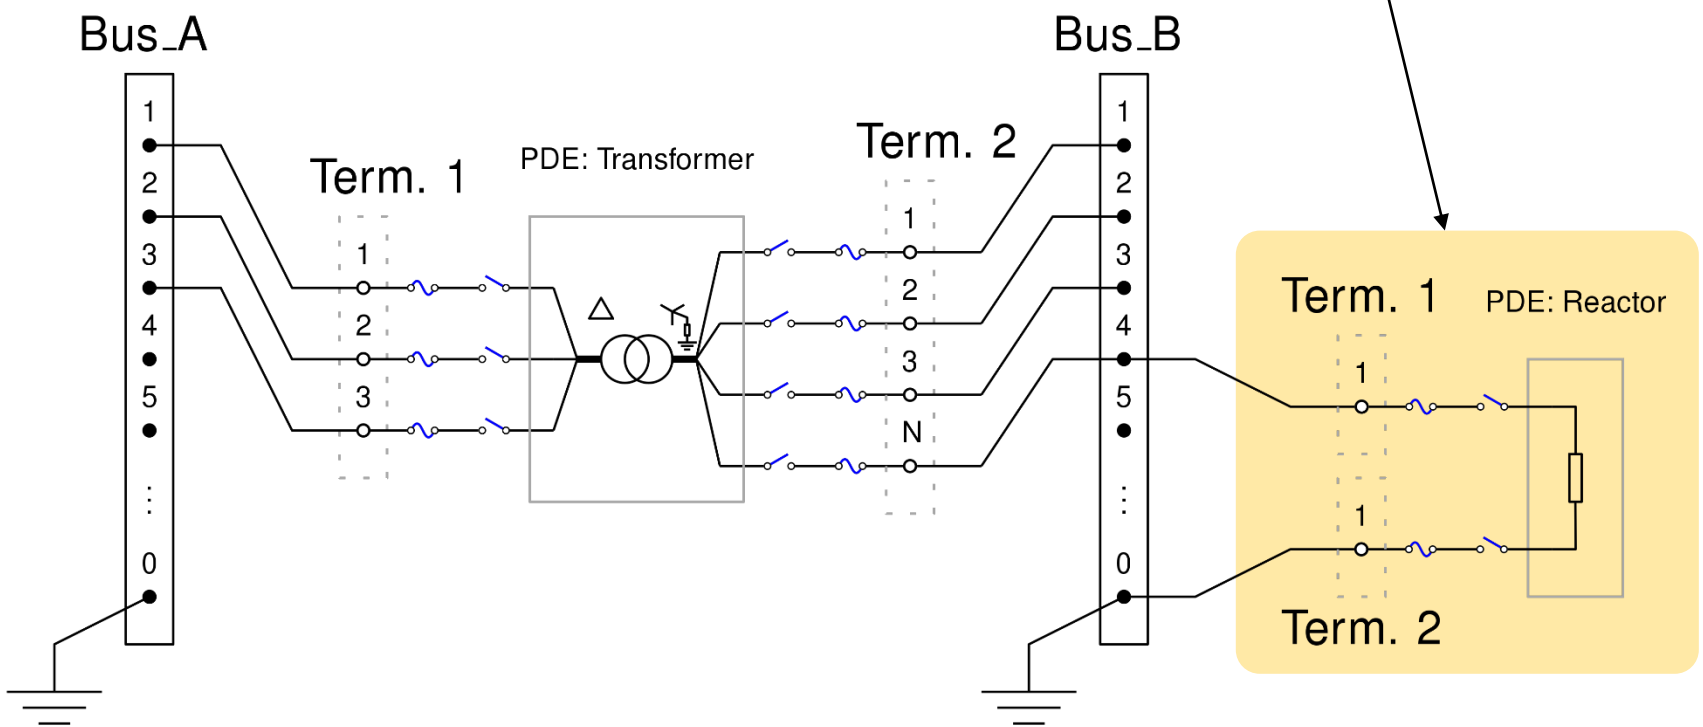 Bus_A
1
2
3
4
5
⋮
0
Term. 1
1
2
3
PDE: Transformer
Term. 2
1
2
3
N
Bus_B
1
2
3
4
5
⋮
0
Term. 1
PDE: Reactor
1
1
Term. 2